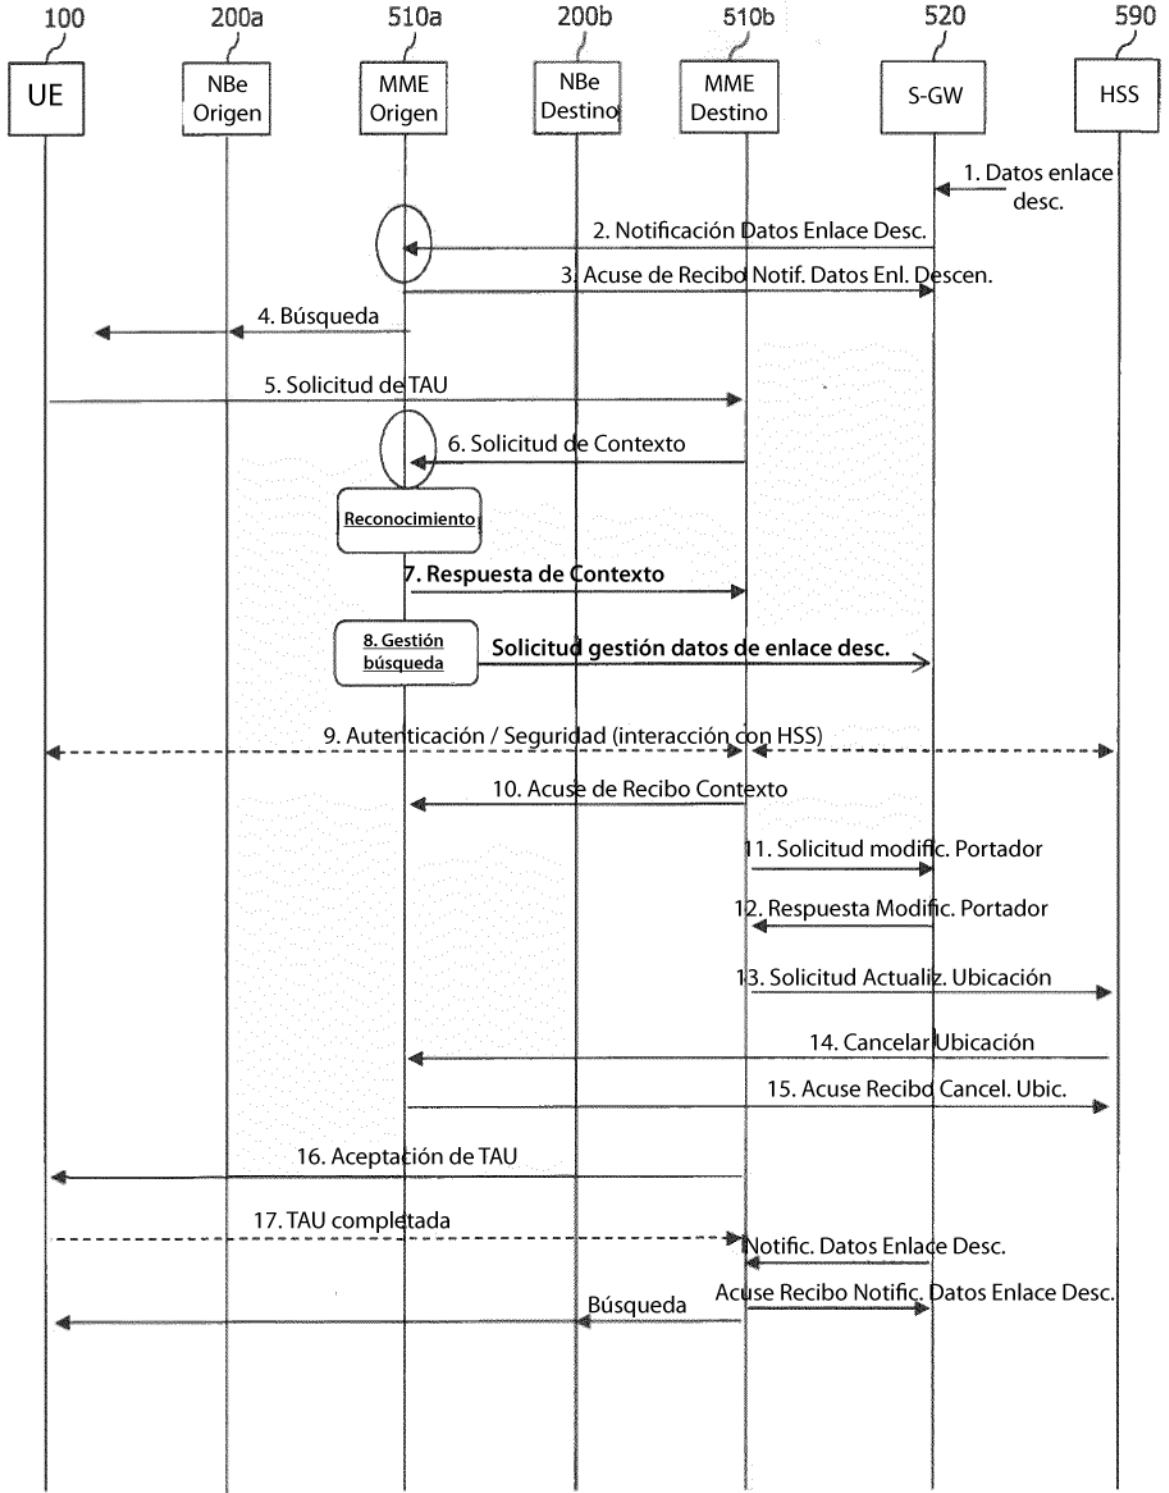 100 200a 510a 200b 510b 520 590
UE
NBe
Origen
MME
Origen
NBe
Destino
MME
Destino
S-GW
HSS
1. Datos enlace
desc.
2. Notificación Datos Enlace Desc.
3. Acuse de Recibo Notif. Datos Enl. Descen.
4. Búsqueda
5. Solicitud de TAU
6. Solicitud de Contexto
Reconocimiento
7. Respuesta de Contexto
8. Gestión
búsqueda
Solicitud gestión datos de enlace desc.
9. Autenticación / Seguridad (interacción con HSS)
10. Acuse de Recibo Contexto
11. Solicitud modific. Portador
12. Respuesta Modific. Portador
13. Solicitud Actualiz. Ubicación
14. Cancelar Ubicación
15. Acuse Recibo Cancel. Ubic.
16. Aceptación de TAU
17. TAU completada
Notific. Datos Enlace Desc.
Acuse Recibo Notific. Datos Enlace Desc.
Búsqueda